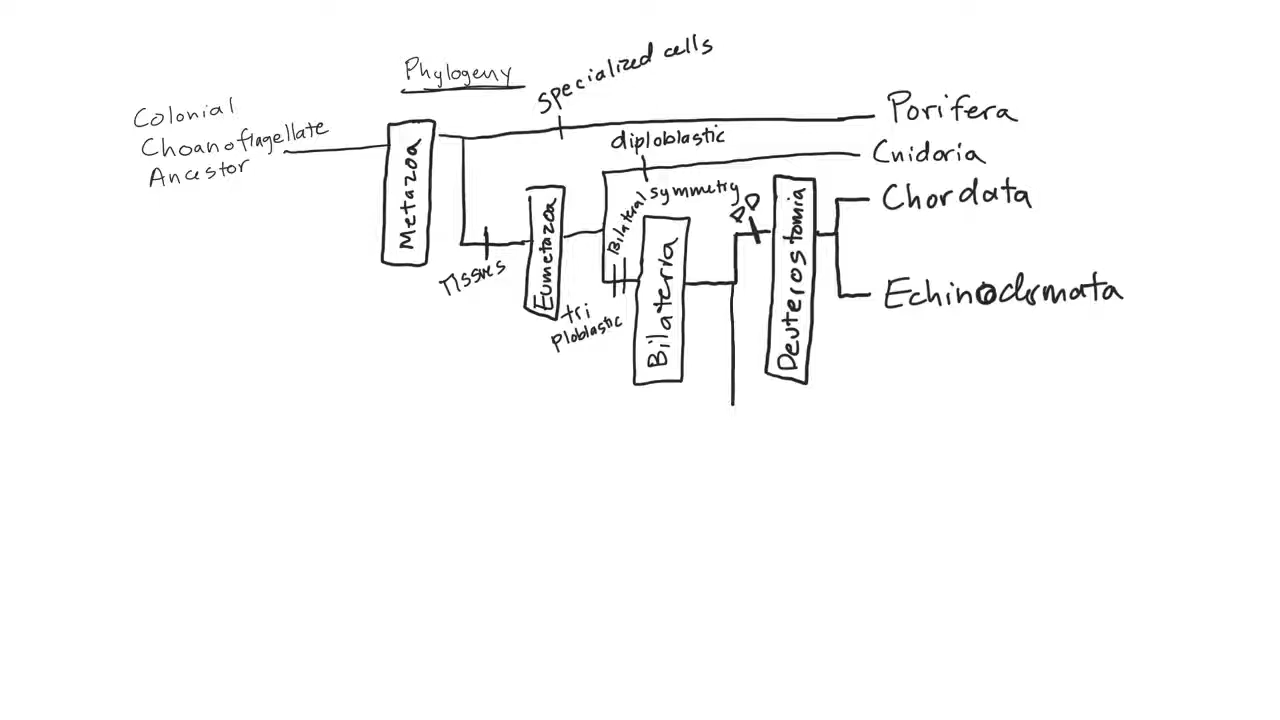 Phylogeny
specialized cells
Colonial
Choanoflagellate
Ancestor
Metazoa
Porifera
diploblastic
Cnidaria
Tissues
Eumetazoa
Bilateral symmetry
tri
ploblastic
Bilateria
DD
Deuterostomia
Chordata
Echinodermata